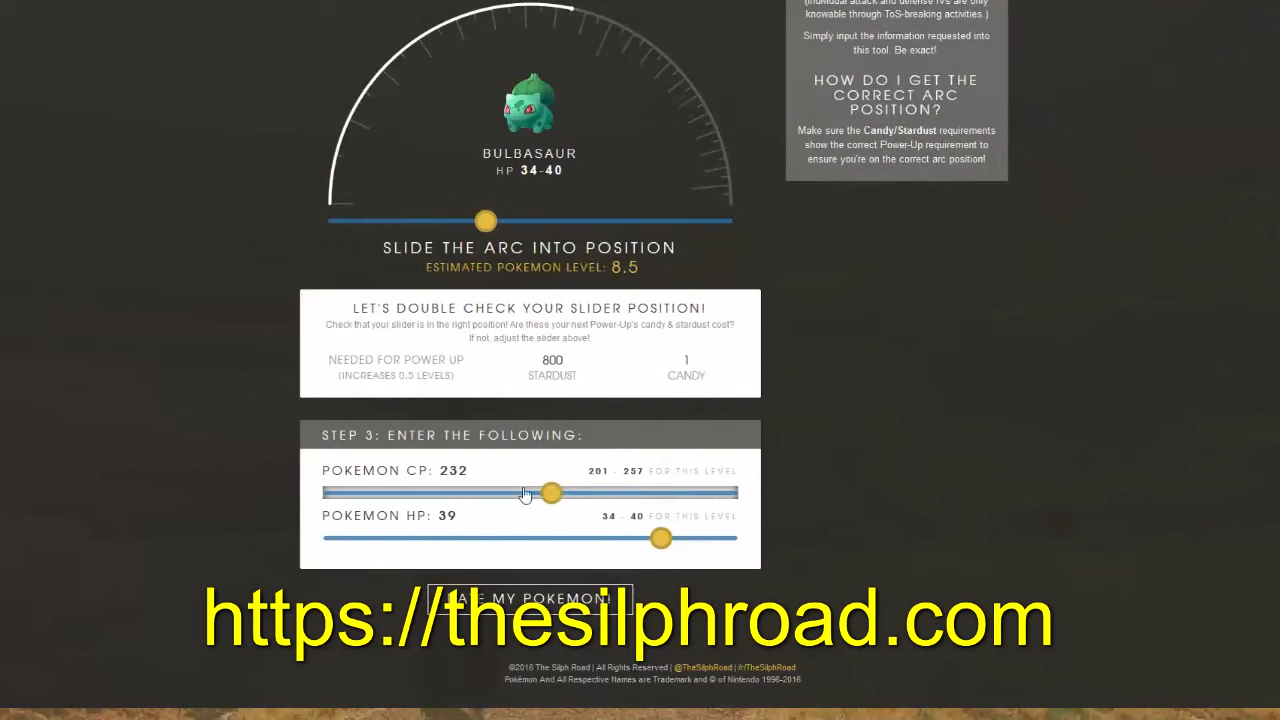 (Individual attack and defense IVs are only
knowable through ToS-breaking activities.)
Simply input the information requested into
this tool. Be exact!
HOW DO I GET THE
CORRECT ARC
POSITION?
Make sure the Candy/Stardust requirements
show the correct Power-Up requirement to
ensure you're on the correct arc position!
BULBASAUR
HP 34-40
SLIDE THE ARC INTO POSITION
ESTIMATED POKEMON LEVEL: 8.5
LET'S DOUBLE CHECK YOUR SLIDER POSITION!
Check that your slider is in the right position! Are these your next Power-Up's candy & stardust cost?
If not, adjust the slider above!
NEEDED FOR POWER UP 800 1
(INCREASES 0.5 LEVELS) STARDUST CANDY
STEP 3: ENTER THE FOLLOWING:
POKEMON CP: 232 201 - 257 FOR THIS LEVEL
POKEMON HP: 39 34 - 40 FOR THIS LEVEL
MY POKEMON!
https://thesilphroad.com
©2016 The Silph Road | All Rights Reserved | @TheSilphRoad | /r/TheSilphRoad
Pokémon And All Respective Names are Trademark and © of Nintendo 1996-2016